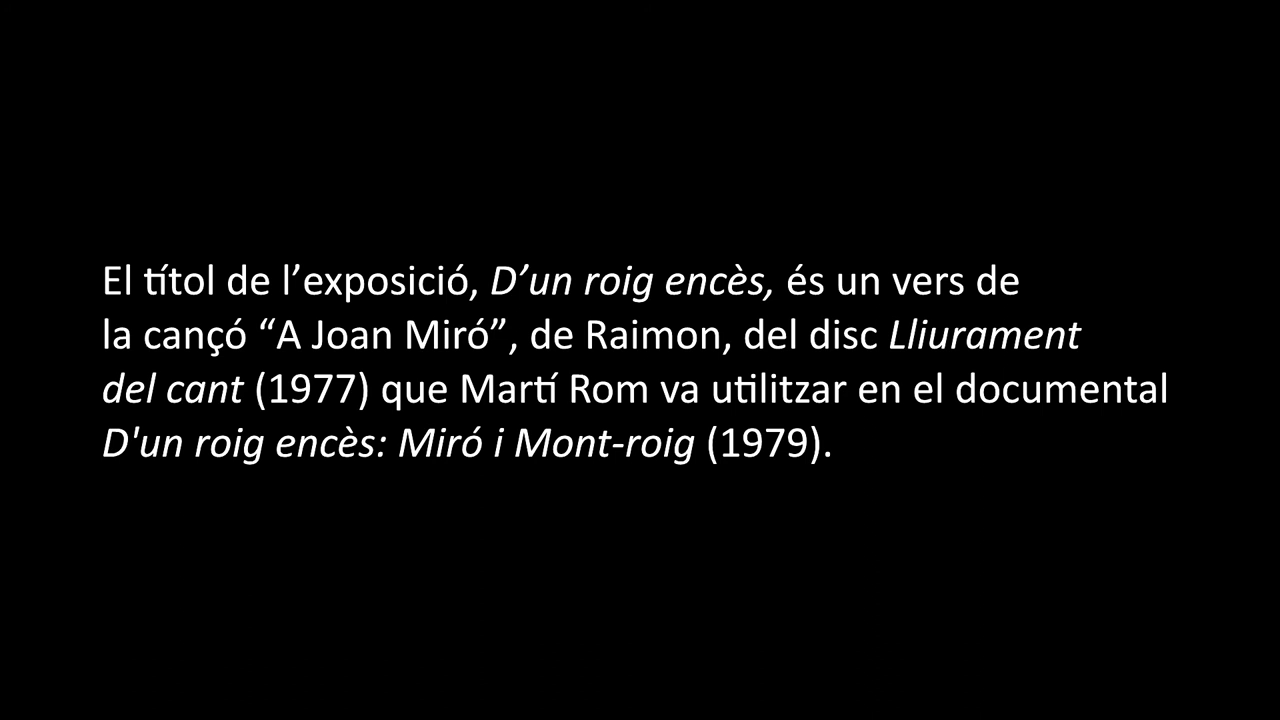 El títol de l’exposició, D’un roig encès, és un vers de
la cançó “A Joan Miró”, de Raimon, del disc Lliurament
del cant (1977) que Martí Rom va utilitzar en el documental
D'un roig encès: Miró i Mont-roig (1979).